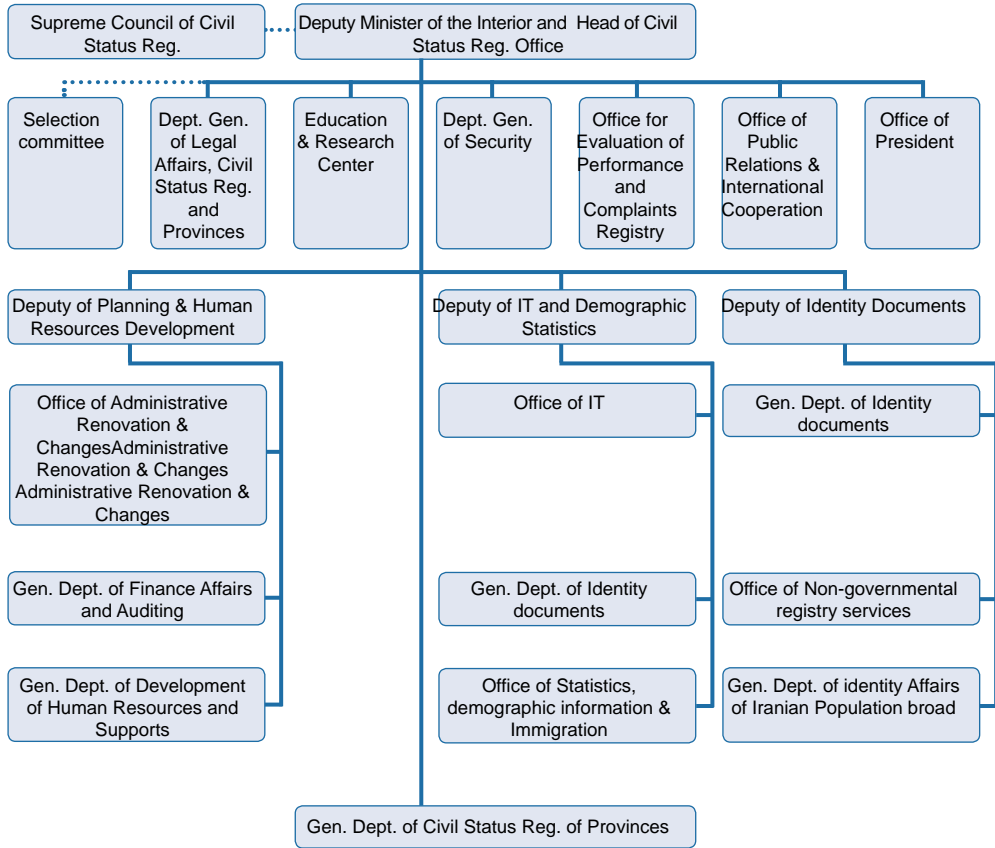 Supreme Council of Civil
Status Reg.
Deputy Minister of the Interior and Head of Civil
Status Reg. Office
Selection
committee
Dept. Gen.
of Legal
Affairs, Civil
Status Reg.
and
Provinces
Education
& Research
Center
Dept. Gen.
of Security
Office for
Evaluation of
Performance
and
Complaints
Registry
Office of
Public
Relations &
International
Cooperation
Office of
President
Deputy of Planning & Human
Resources Development
Deputy of IT and Demographic
Statistics
Deputy of Identity Documents
Office of Administrative
Renovation &
ChangesAdministrative
Renovation & Changes
Administrative Renovation &
Changes
Office of IT
Gen. Dept. of Identity
documents
Gen. Dept. of Finance Affairs
and Auditing
Gen. Dept. of Identity
documents
Office of Non-governmental
registry services
Gen. Dept. of Development
of Human Resources and
Supports
Office of Statistics,
demographic information &
Immigration
Gen. Dept. of identity Affairs
of Iranian Population broad
Gen. Dept. of Civil Status Reg. of Provinces